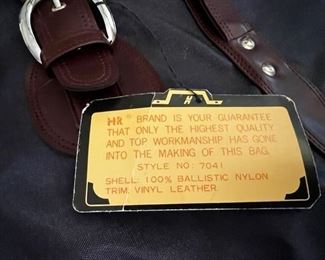 H
HR® BRAND IS YOUR GUARANTEE
THAT ONLY THE HIGHEST QUALITY
AND TOP WORKMANSHIP HAS GONE
INTO THE MAKING OF THIS BAG.
STYLE NO: 7041
SHELL: 100% BALLISTIC NYLON
TRIM: VINYL LEATHER.